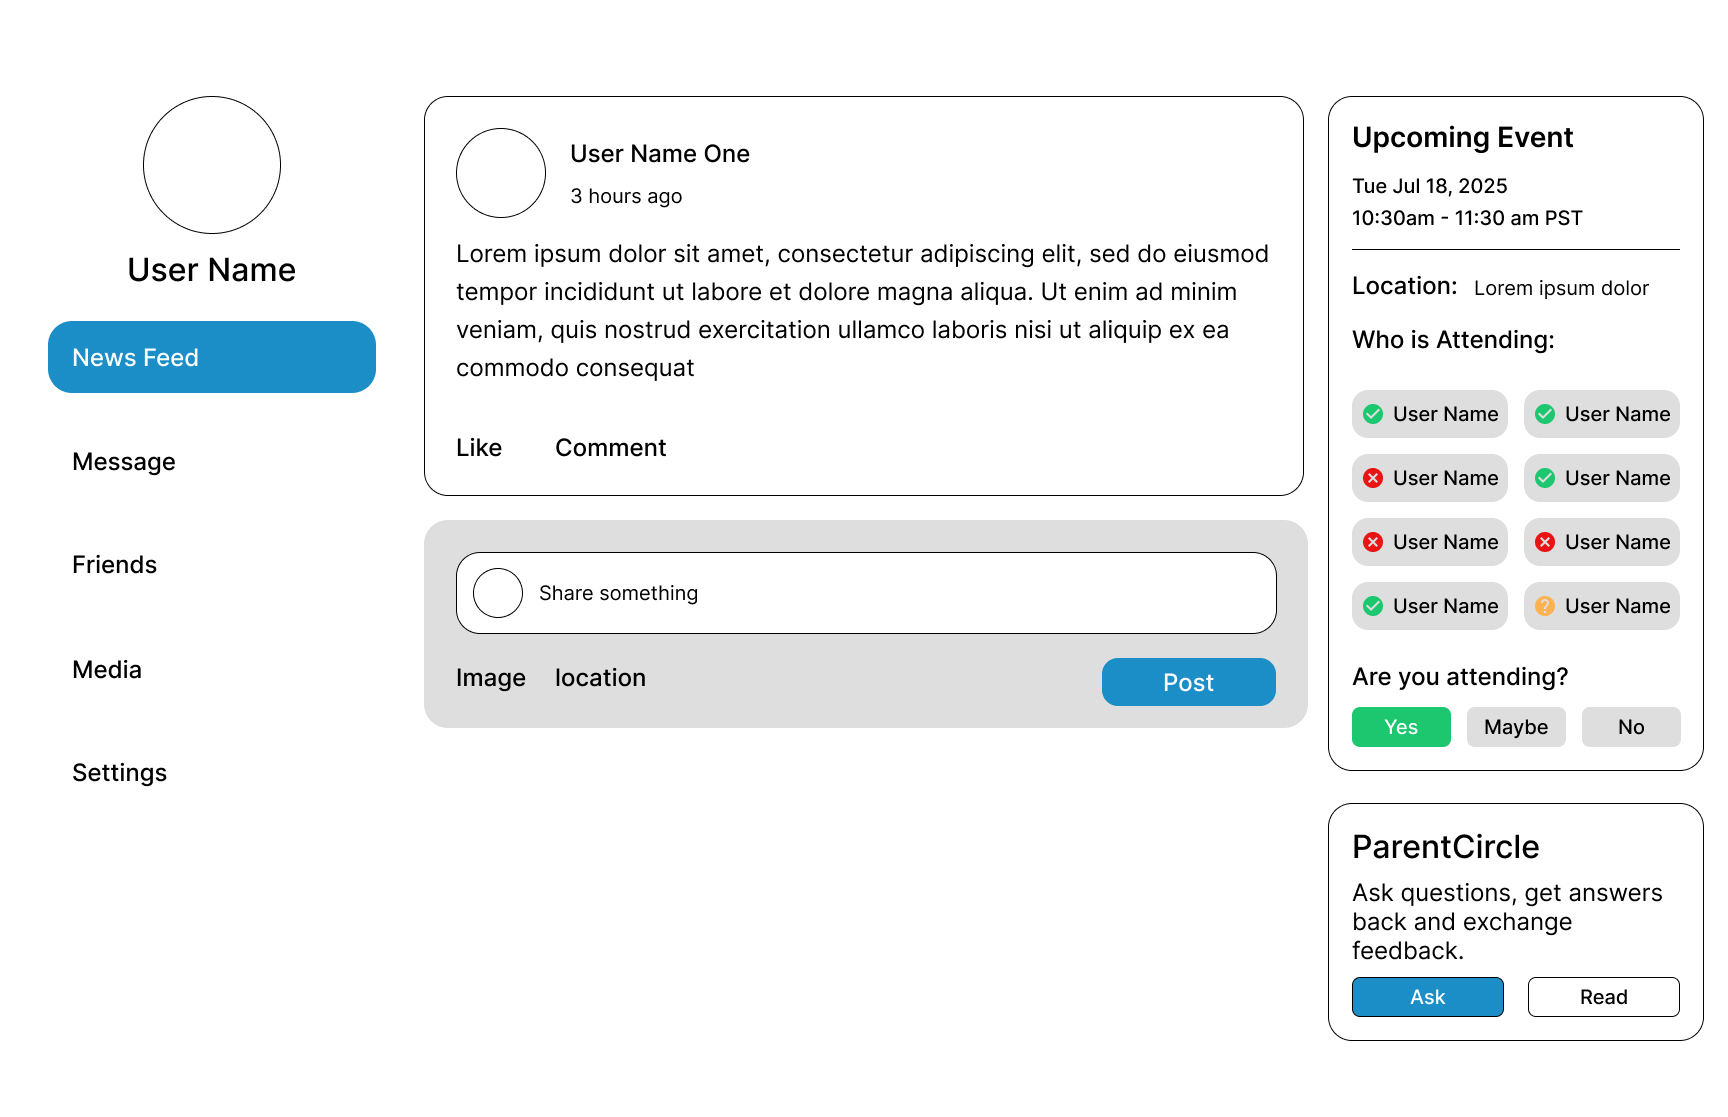 User Name
News Feed
Message
Friends
Media
Settings
User Name One
3 hours ago
Lorem ipsum dolor sit amet, consectetur adipiscing elit, sed do eiusmod
tempor incididunt ut labore et dolore magna aliqua. Ut enim ad minim
veniam, quis nostrud exercitation ullamco laboris nisi ut aliquip ex ea
commodo consequat
Like Comment
Share something
Image location
Post
Upcoming Event
Tue Jul 18, 2025
10:30am - 11:30 am PST
Location: Lorem ipsum dolor
Who is Attending:
User Name User Name
User Name User Name
User Name User Name
User Name User Name
Are you attending?
Yes Maybe No
ParentCircle
Ask questions, get answers
back and exchange
feedback.
Ask Read